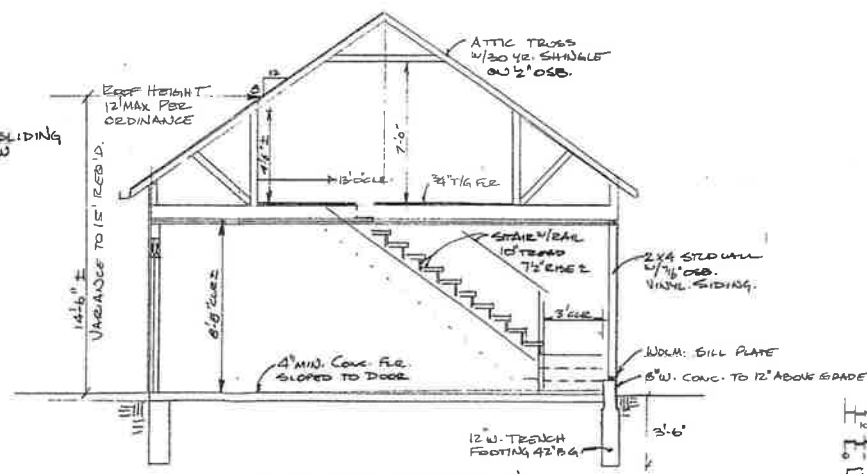 ATTIC TRUSS
W/30 YR. SHINGLE
ON 1/2" OSB.
12
ROOF HEIGHT
12' MAX PER
ORDINANCE
SLIDING
7'-0"
13'-0" CLR.
3/4" T/G FLR
VARIANCE TO 15' REQ'D.
14'-6" ±
8'-8" CLR ±
STAIR W/RAIL
10" TREAD
7 1/2" RISE ±
2X4 STUD WALL
W/7/16" OSB.
VINYL SIDING.
3' CLR
4" MIN. CONC. FLR.
SLOPED TO DOOR
WOLM. SILL PLATE
8" W. CONC. TO 12" ABOVE GRADE
12" W. TRENCH
FOOTING 42" BG.
3'-6"